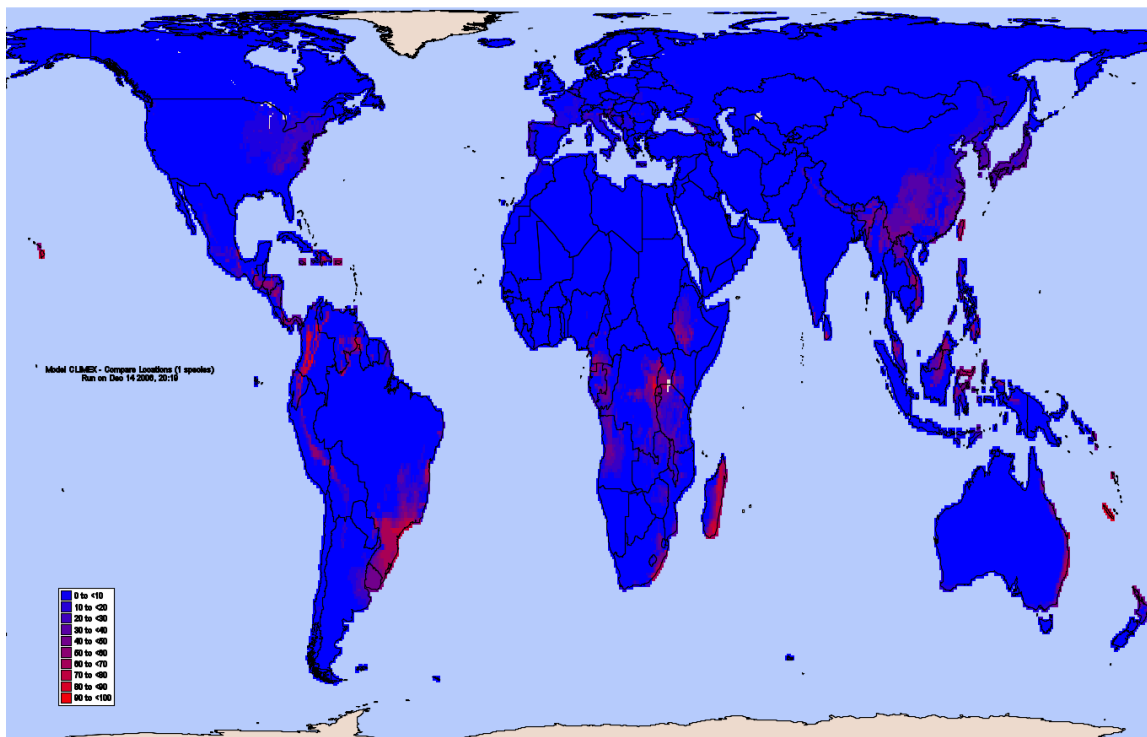 Model CLIMEX - Compare Locations (1 species)
Run on Dec 14 2006, 20:19
0 to <10
10 to <20
20 to <30
30 to <40
40 to <50
50 to <60
60 to <70
70 to <80
80 to <90
90 to <100